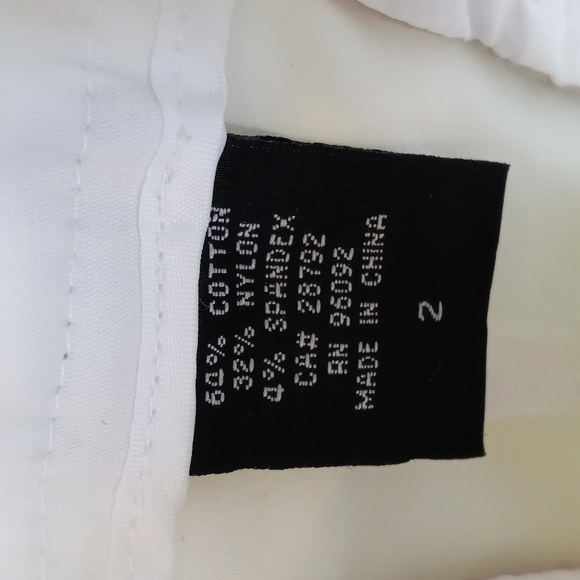 64% COTTON
32% NYLON
4% SPANDEX
CA# 28792
RN 96092
MADE IN CHINA
2